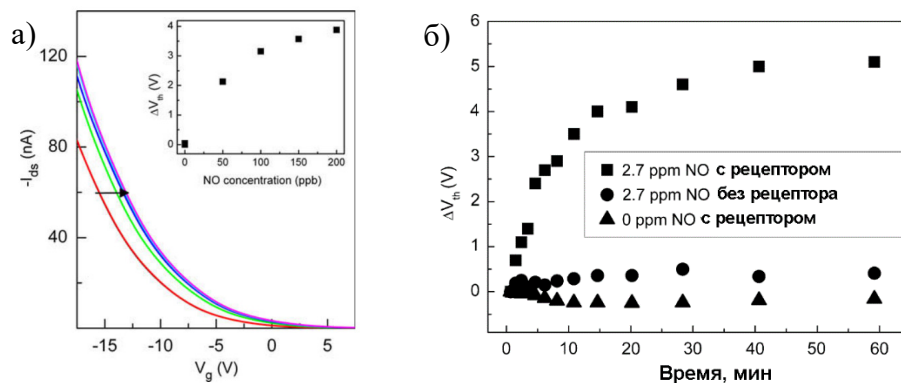 а)
120
80
40
-I_ds (nA)
-15
-10
-5
0
5
V_g (V)
4
3
2
1
0
ΔV_th (V)
0
50
100
150
200
NO concentration (ppb)
б)
6
5
4
3
2
1
0
ΔV_th (V)
2.7 ppm NO с рецептором
2.7 ppm NO без рецептора
0 ppm NO с рецептором
0
10
20
30
40
50
60
Время, мин